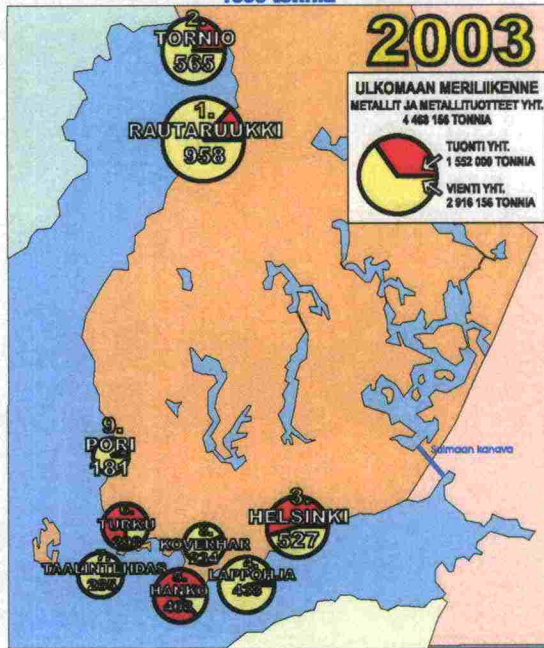 2003
ULKOMAAN MERILIIKENNE
METALLIT JA METALLITUOTTEET YHT.
4 468 156 TONNIA
TUONTI YHT.
1 552 000 TONNIA
VIENTI YHT.
2 916 156 TONNIA
2.
TORNIO
565
1.
RAUTARUUKKI
958
9.
PORI
181
Saimaan kanava
3.
HELSINKI
527
TURKU
KOVERHAR
TAALINTEHDAS
LAPPOHJA
HANKO